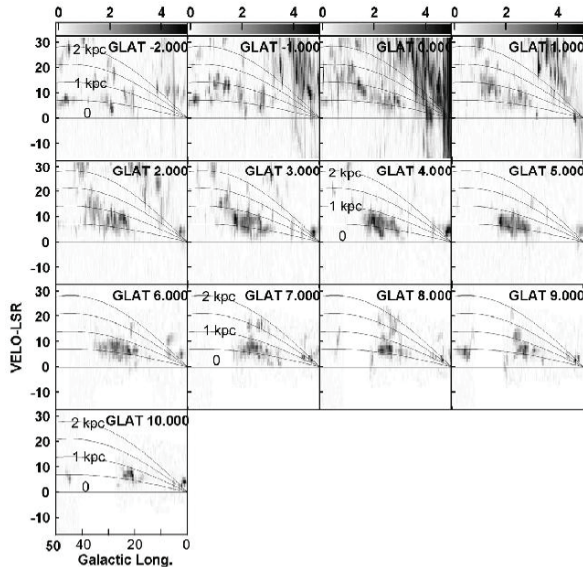 0 2 4 0 2 4 0 2 4 0 2 4
30 2 kpc GLAT -2.000 GLAT -1.000 GLAT 0.000 GLAT 1.000
20
10 1 kpc
0 0
-10
30 GLAT 2.000 GLAT 3.000 2 kpc GLAT 4.000 GLAT 5.000
20
10 1 kpc
0 0
-10
30 GLAT 6.000 2 kpc GLAT 7.000 GLAT 8.000 GLAT 9.000
20
10 1 kpc
0 0
-10
VELO-LSR
30 2 kpc GLAT 10.000
20
10 1 kpc
0 0
-10
50 40 20 0
Galactic Long.